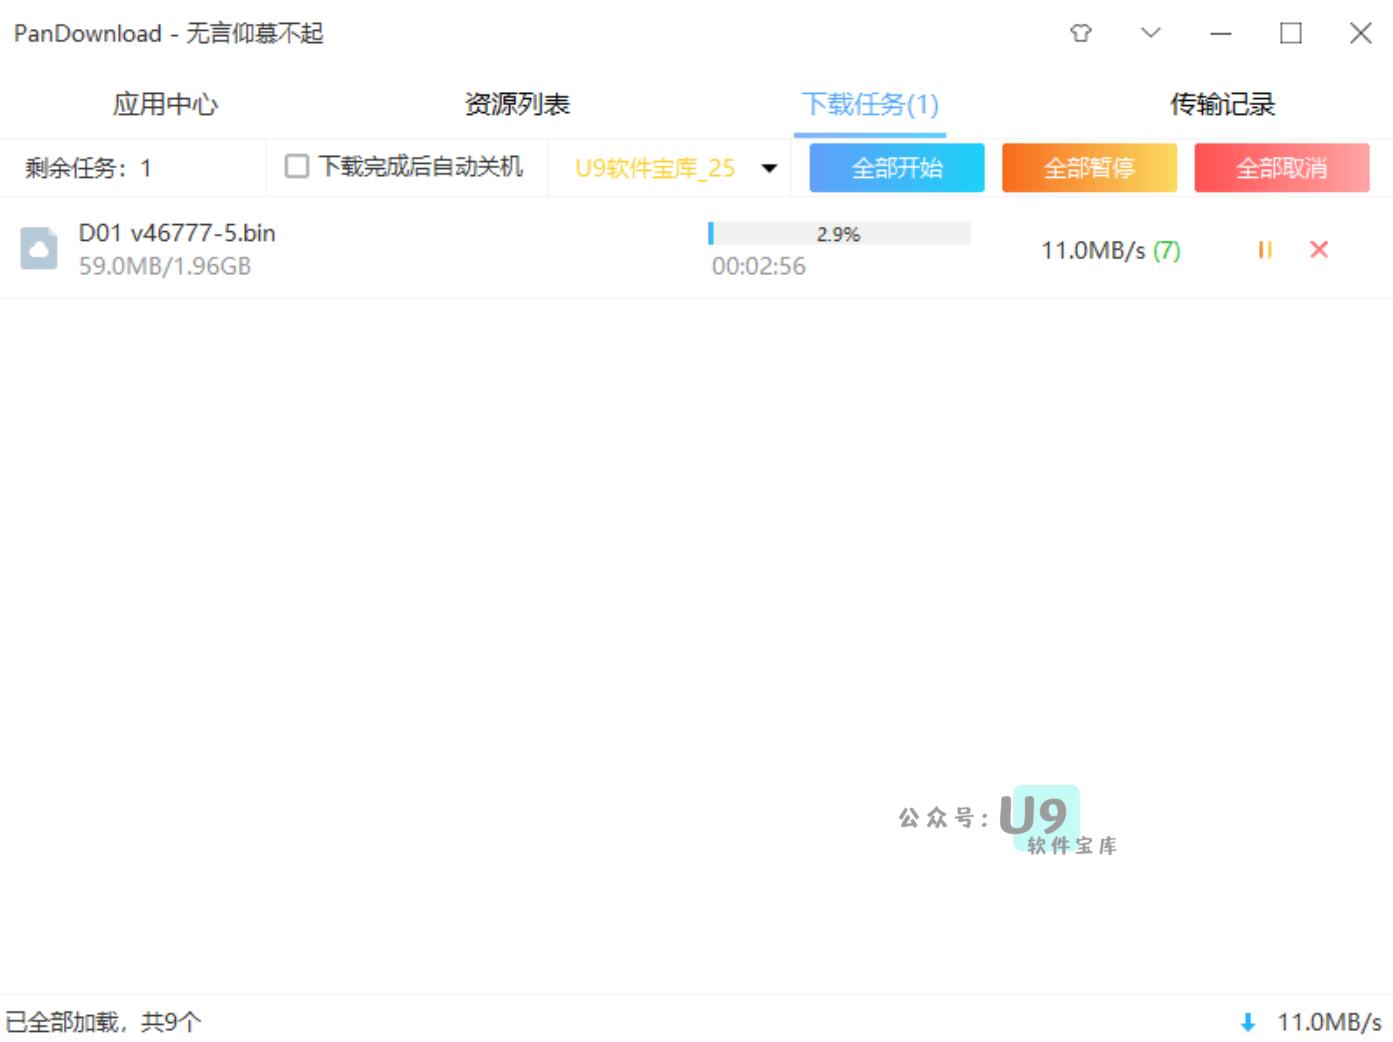 PanDownload - 无言仰慕不起
应用中心
资源列表
下载任务(1)
传输记录
剩余任务：1
下载完成后自动关机
U9软件宝库_25
全部开始
全部暂停
全部取消
D01 v46777-5.bin
59.0MB/1.96GB
2.9%
00:02:56
11.0MB/s (7)
公众号：U9
软件宝库
已全部加载，共9个
11.0MB/s